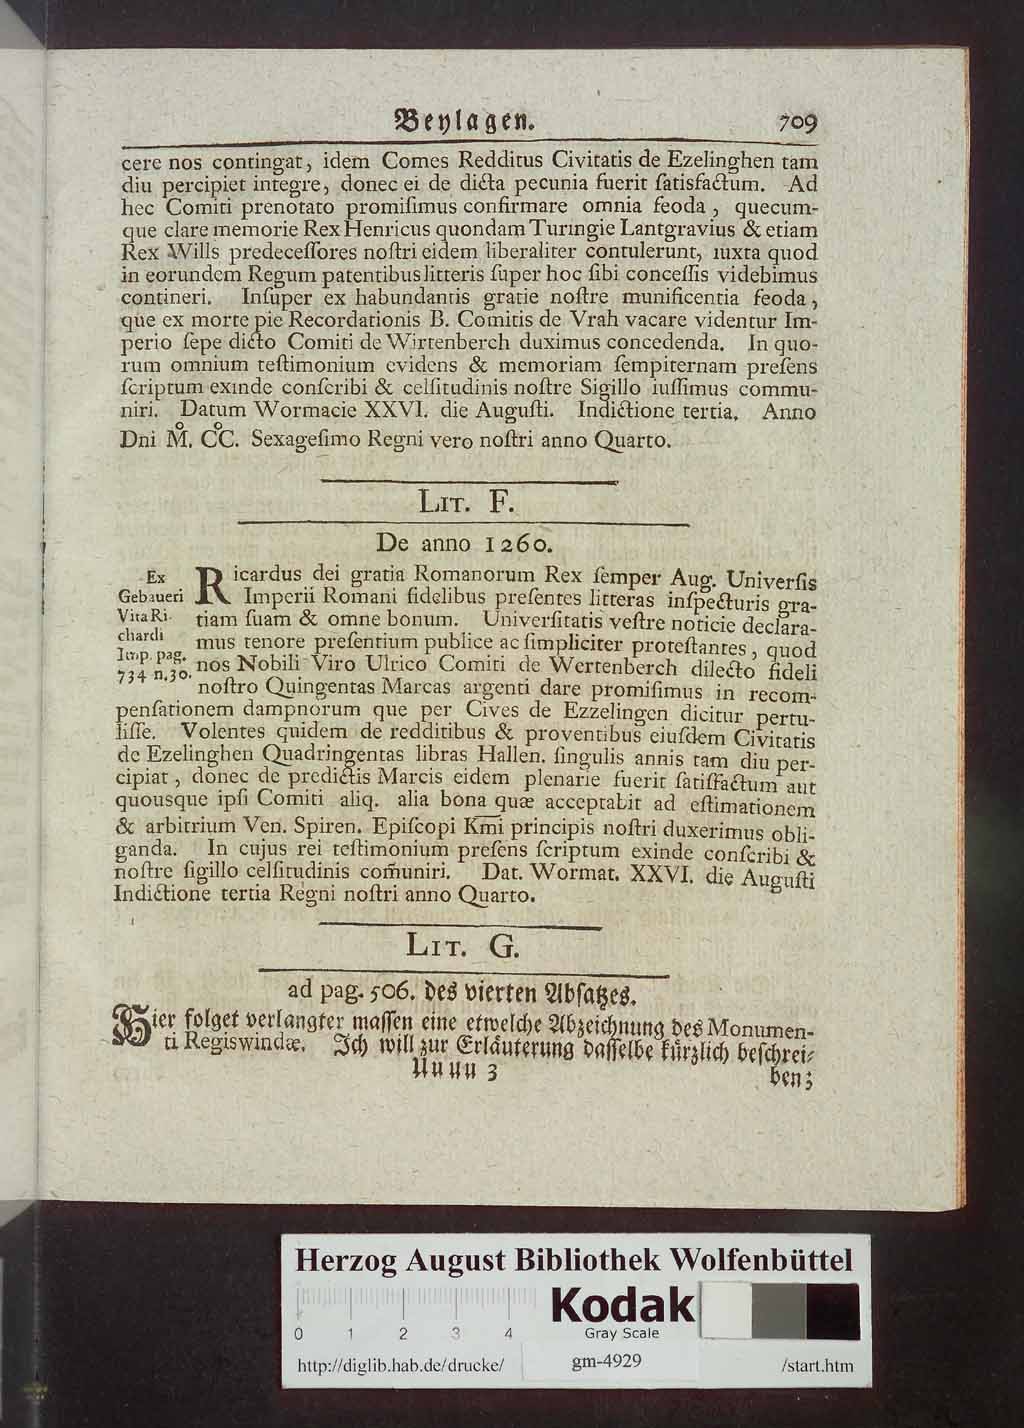 Beylagen. 709
cere nos contingat, idem Comes Redditus Civitatis de Ezelinghen tam
diu percipiet integre, donec ei de dicta pecunia fuerit ſatisfactum. Ad
hec Comiti prenotato promiſimus confirmare omnia feoda, quecum-
que clare memorie Rex Henricus quondam Turingie Lantgravius & etiam
Rex Wills predeceſſores noſtri eidem liberaliter contulerunt, iuxta quod
in eorundem Regum patentibus litteris ſuper hoc ſibi conceſſis videbimus
contineri. Inſuper ex habundantis gratie noſtre munificentia feoda,
que ex morte pie Recordationis B. Comitis de Vrah vacare videntur Im-
perio ſepe dicto Comiti de Wirtenberch duximus concedenda. In quo-
rum omnium teſtimonium evidens & memoriam ſempiternam preſens
ſcriptum exinde conſcribi & celſitudinis noſtre Sigillo iuſſimus commu-
niri. Datum Wormacie XXVI. die Auguſti. Indictione tertia. Anno
Dni M̊. CC̊. Sexageſimo Regni vero noſtri anno Quarto.
LIT. F.
De anno 1260.
Ex
Gebaueri
Vita Ri-
chardi
Imp. pag.
734 n. 30.
Ricardus dei gratia Romanorum Rex ſemper Aug. Univerſis
Imperii Romani fidelibus preſentes litteras inſpecturis gra-
tiam ſuam & omne bonum. Univerſitatis veſtre noticie declara-
mus tenore preſentium publice ac ſimpliciter proteſtantes, quod
nos Nobili Viro Ulrico Comiti de Wertenberch dilecto fideli
noſtro Quingentas Marcas argenti dare promiſimus in recom-
penſationem dampnorum que per Cives de Ezzelingen dicitur pertu-
liſſe. Volentes quidem de redditibus & proventibus eiuſdem Civitatis
de Ezelinghen Quadringentas libras Hallen. ſingulis annis tam diu per-
cipiat, donec de predictis Marcis eidem plenarie fuerit ſatiſfactum aut
quousque ipſi Comiti aliq. alia bona quæ acceptabit ad eſtimationem
& arbitrium Ven. Spiren. Epiſcopi Km̅i principis noſtri duxerimus obli-
ganda. In cujus rei teſtimonium preſens ſcriptum exinde conſcribi &
noſtre ſigillo celſitudinis com̃uniri. Dat. Wormat. XXVI. die Auguſti
Indictione tertia Regni noſtri anno Quarto.
LIT. G.
ad pag. 506. des vierten Abſatzes.
Hier folget verlangter maſſen eine etwelche Abzeichnung des Monumen-
ti Regiswindæ. Ich will zur Erläuterung daſſelbe kürzlich beſchrei-
Uuuu 3 ben;
Herzog August Bibliothek Wolfenbüttel
0 1 2 3 4
Kodak
Gray Scale
http://diglib.hab.de/drucke/ gm-4929 /start.htm